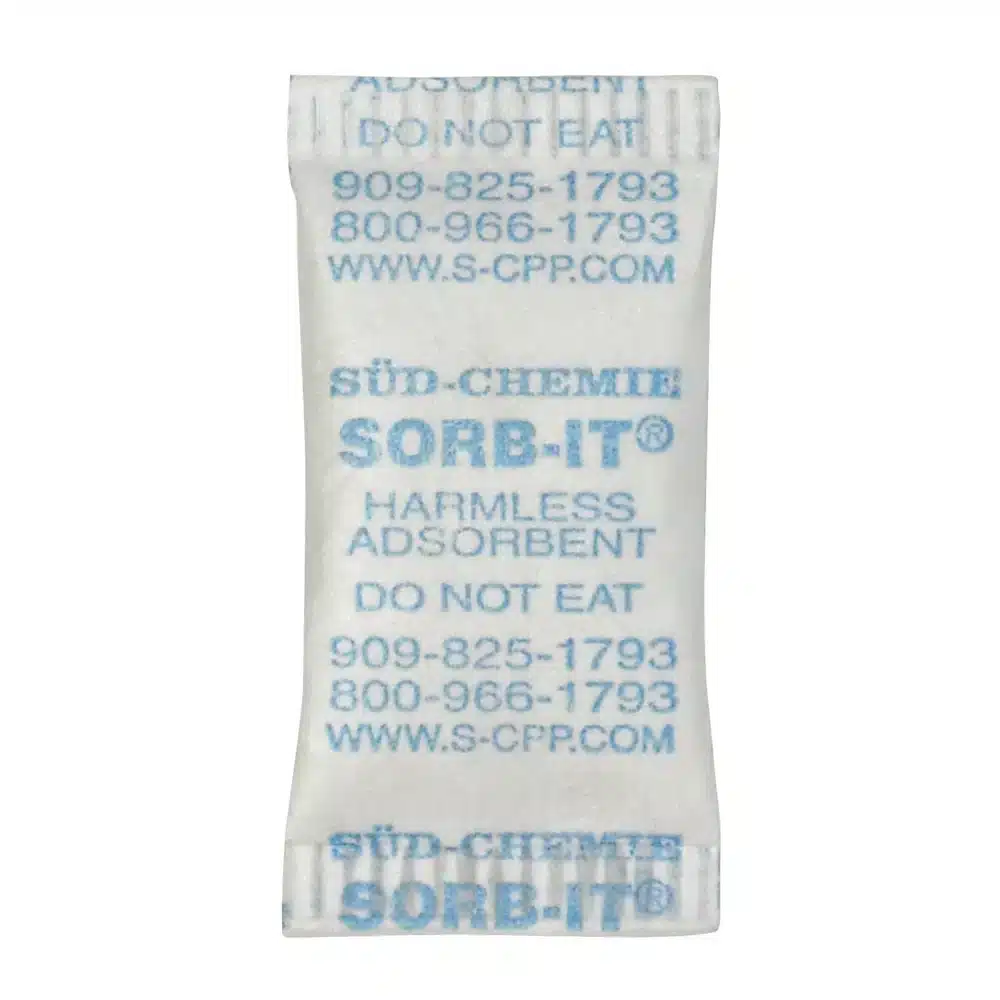 ADSORBENT
DO NOT EAT
909-825-1793
800-966-1793
WWW.S-CPP.COM
SÜD-CHEMIE
SORB-IT®
HARMLESS
ADSORBENT
DO NOT EAT
909-825-1793
800-966-1793
WWW.S-CPP.COM
SÜD-CHEMIE
SORB-IT®